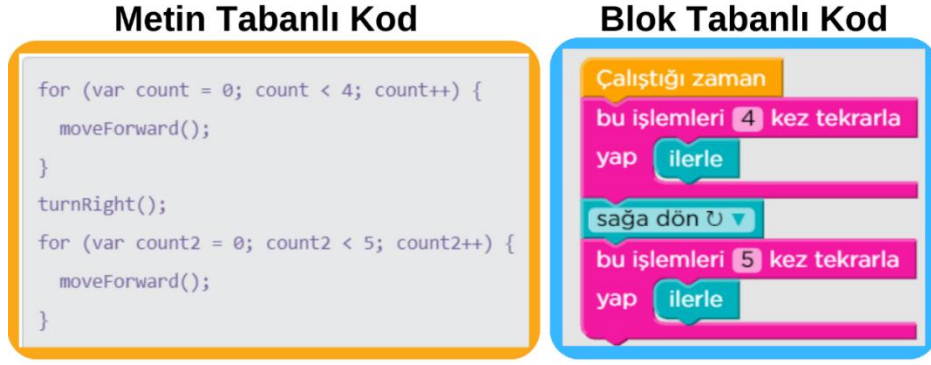 Metin Tabanlı Kod
for (var count = 0; count < 4; count++) {
moveForward();
}
turnRight();
for (var count2 = 0; count2 < 5; count2++) {
moveForward();
}
Blok Tabanlı Kod
Çalıştığı zaman
bu işlemleri 4 kez tekrarla
yap ilerle
sağa dön ↻ ▼
bu işlemleri 5 kez tekrarla
yap ilerle